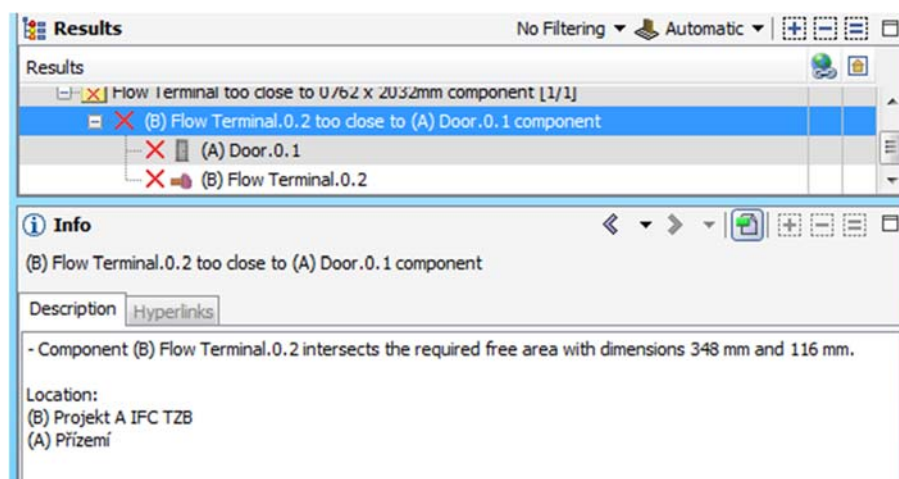 Results No Filtering Automatic
Results
Flow Terminal too close to 0762 x 2032mm component [1/1]
(B) Flow Terminal.0.2 too close to (A) Door.0.1 component
(A) Door.0.1
(B) Flow Terminal.0.2
Info
(B) Flow Terminal.0.2 too close to (A) Door.0.1 component
Description Hyperlinks
- Component (B) Flow Terminal.0.2 intersects the required free area with dimensions 348 mm and 116 mm.
Location:
(B) Projekt A IFC TZB
(A) Přízemí